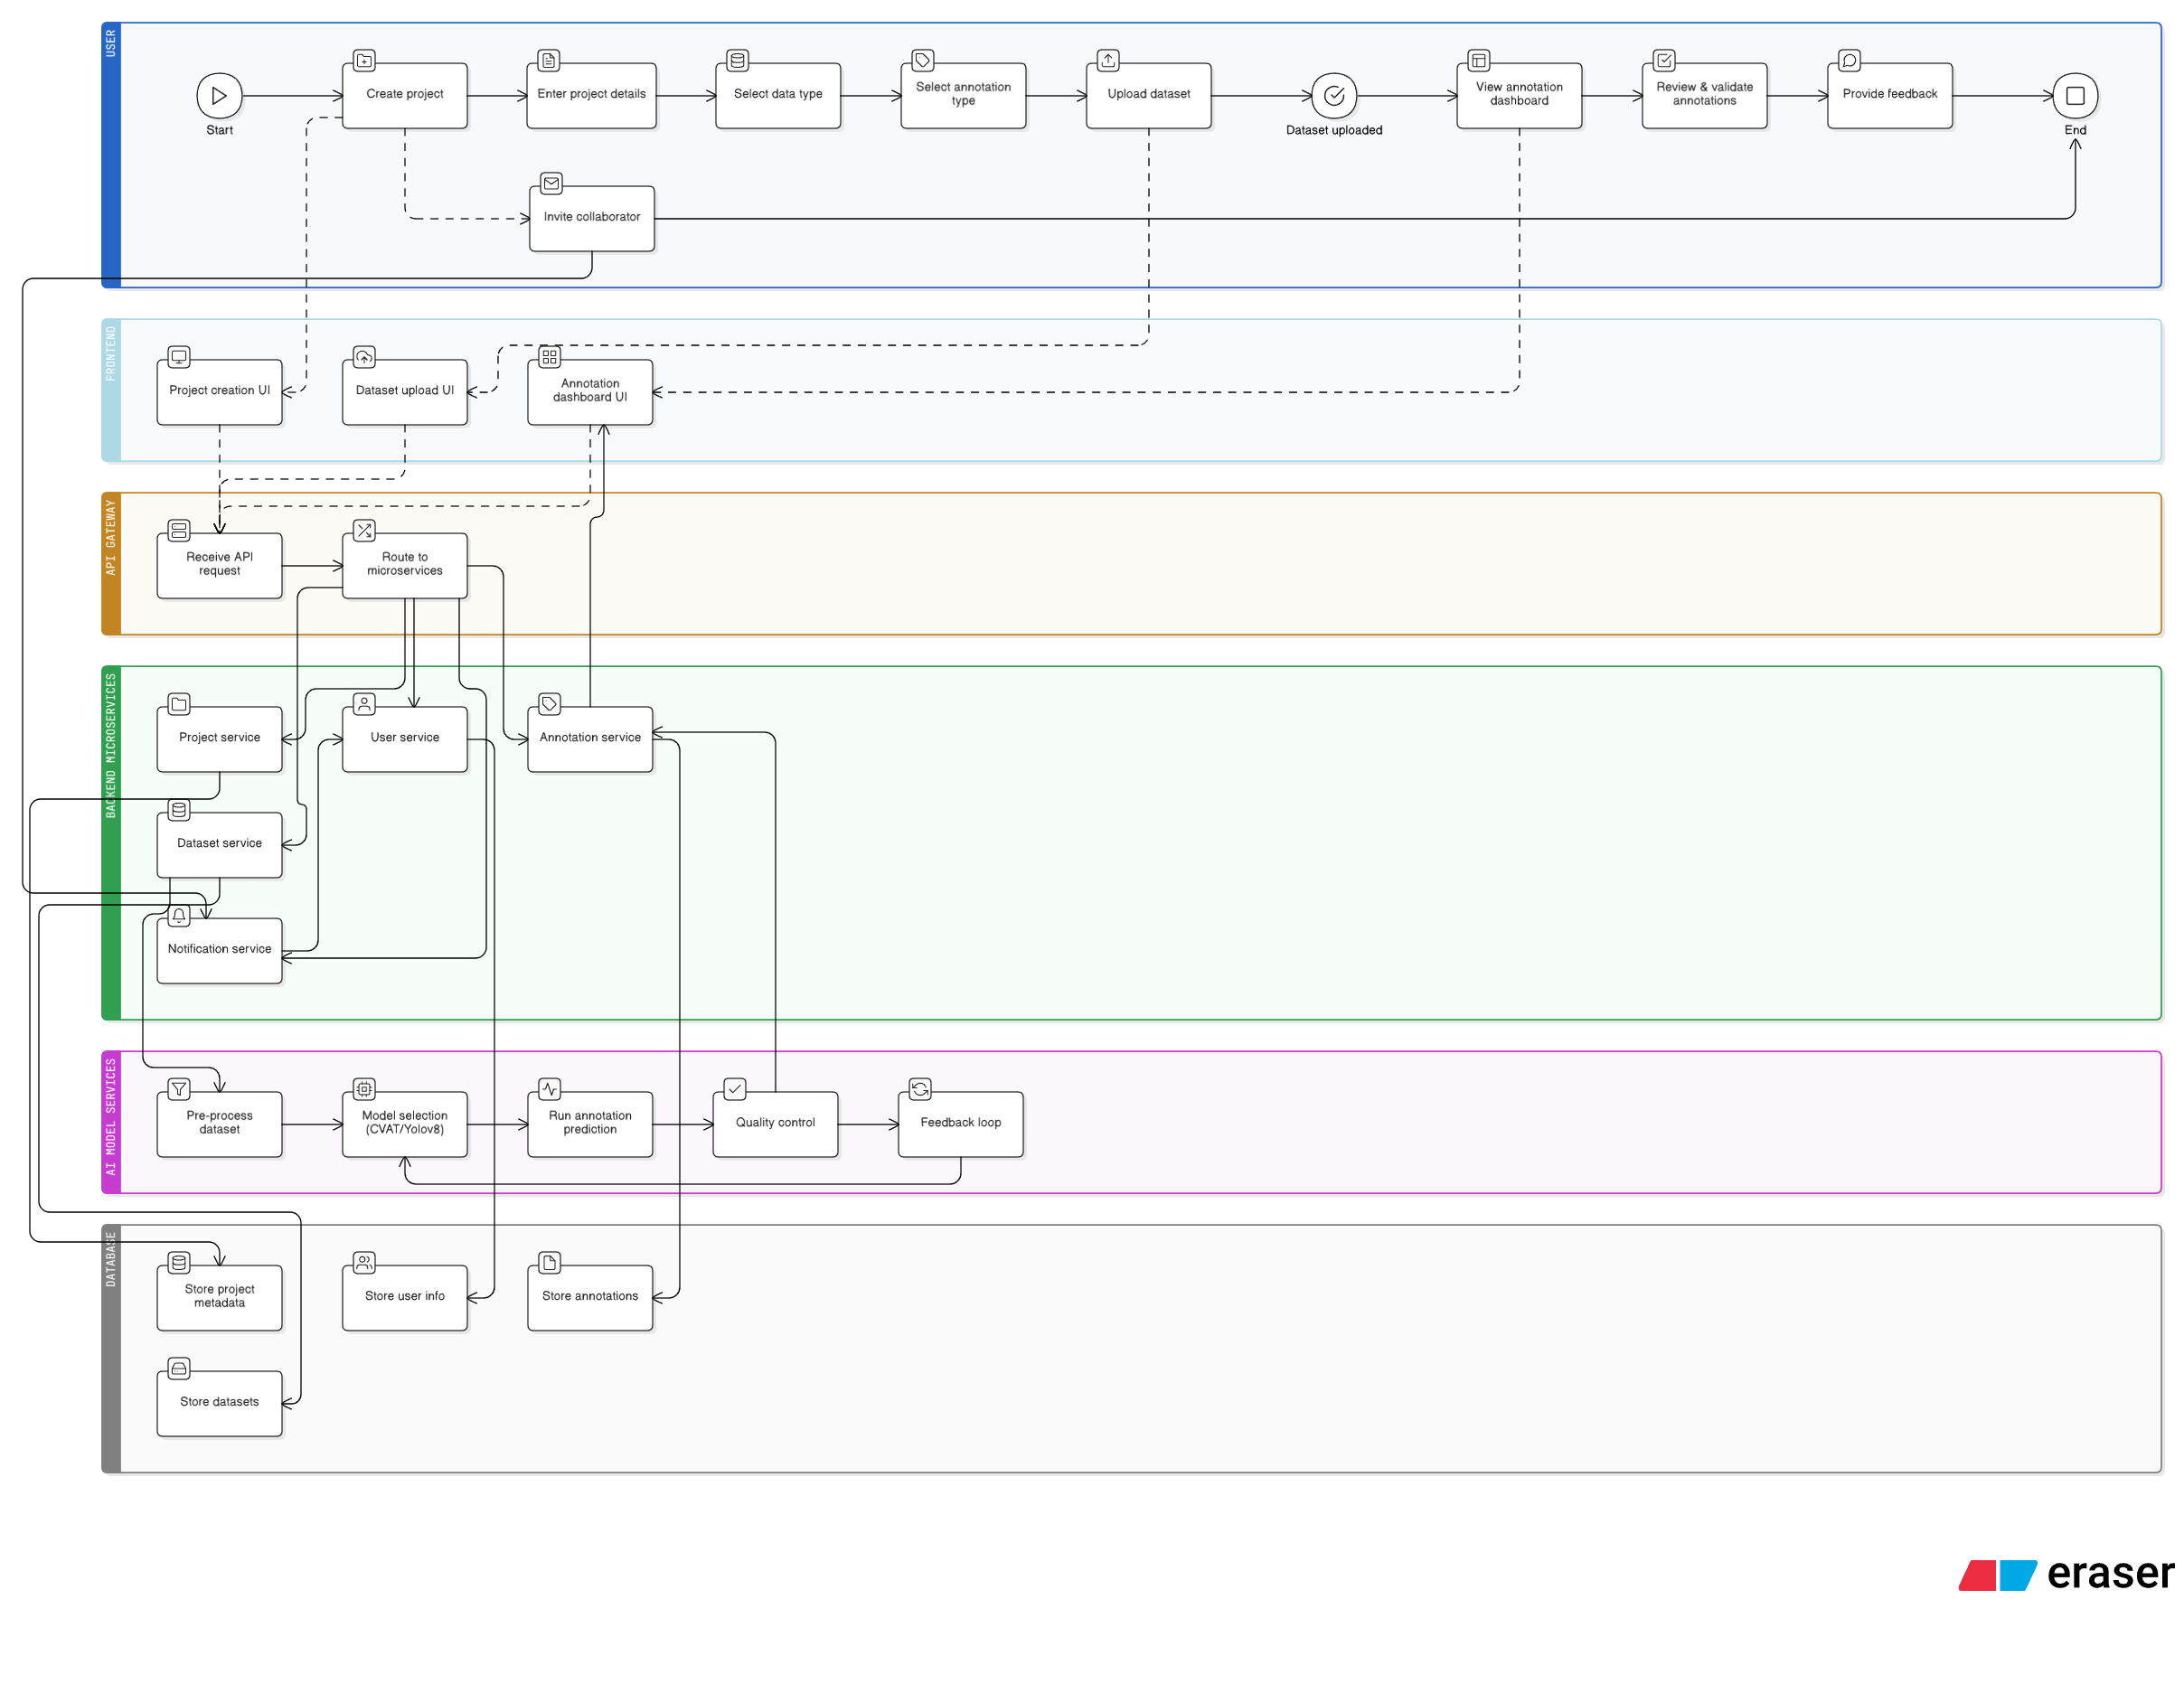 USER
Start
Create project
Enter project details
Select data type
Select annotation
type
Upload dataset
Dataset uploaded
View annotation
dashboard
Review & validate
annotations
Provide feedback
End
Invite collaborator
FRONTEND
Project creation UI
Dataset upload UI
Annotation
dashboard UI
API GATEWAY
Receive API
request
Route to
microservices
BACKEND MICROSERVICES
Project service
User service
Annotation service
Dataset service
Notification service
AI MODEL SERVICES
Pre-process
dataset
Model selection
(CVAT/Yolov8)
Run annotation
prediction
Quality control
Feedback loop
DATABASE
Store project
metadata
Store user info
Store annotations
Store datasets
eraser